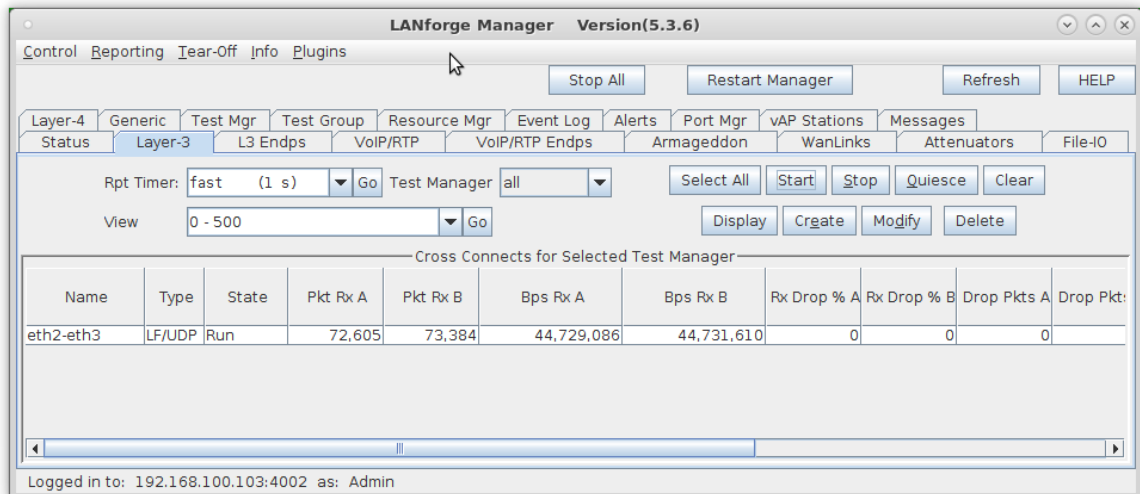 LANforge Manager Version(5.3.6)
Control Reporting Tear-Off Info Plugins
Stop All Restart Manager Refresh HELP
Layer-4 Generic Test Mgr Test Group Resource Mgr Event Log Alerts Port Mgr vAP Stations Messages
Status Layer-3 L3 Endps VoIP/RTP VoIP/RTP Endps Armageddon WanLinks Attenuators File-IO
Rpt Timer: fast (1 s) Go Test Manager all Select All Start Stop Quiesce Clear
View 0 - 500 Go Display Create Modify Delete
Cross Connects for Selected Test Manager
Name Type State Pkt Rx A Pkt Rx B Bps Rx A Bps Rx B Rx Drop % A Rx Drop % B Drop Pkts A Drop Pkts
eth2-eth3 LF/UDP Run 72,605 73,384 44,729,086 44,731,610 0 0 0
Logged in to: 192.168.100.103:4002 as: Admin